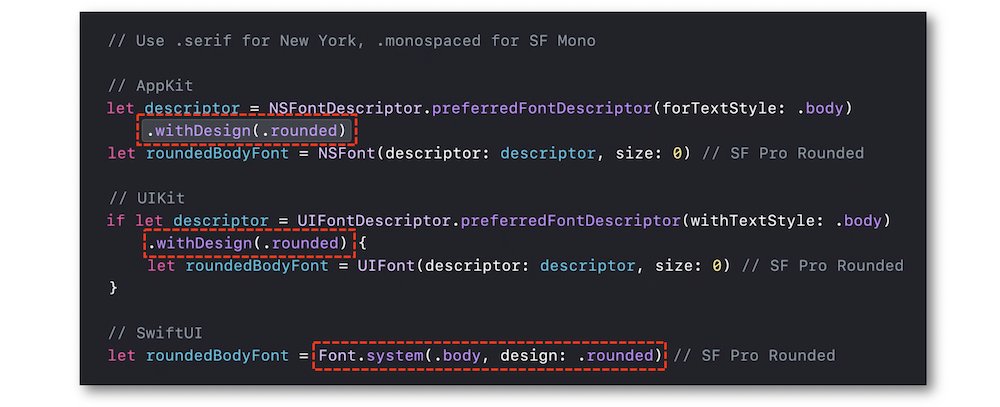 // Use .serif for New York, .monospaced for SF Mono
// AppKit
let descriptor = NSFontDescriptor.preferredFontDescriptor(forTextStyle: .body)
.withDesign(.rounded)
let roundedBodyFont = NSFont(descriptor: descriptor, size: 0) // SF Pro Rounded
// UIKit
if let descriptor = UIFontDescriptor.preferredFontDescriptor(withTextStyle: .body)
.withDesign(.rounded) {
let roundedBodyFont = UIFont(descriptor: descriptor, size: 0) // SF Pro Rounded
}
// SwiftUI
let roundedBodyFont = Font.system(.body, design: .rounded) // SF Pro Rounded